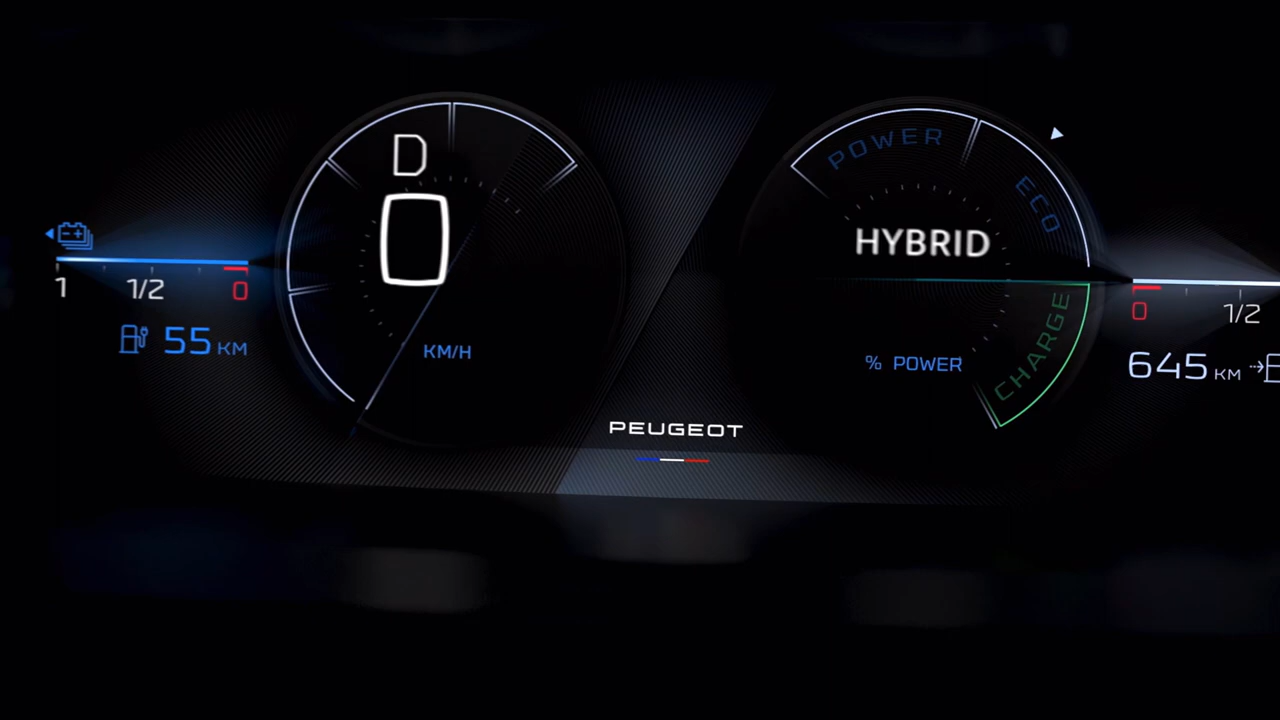 D
0
KM/H
1 1/2 0
55 KM
POWER
ECO
HYBRID
CHARGE
% POWER
0 1/2
645 KM
PEUGEOT